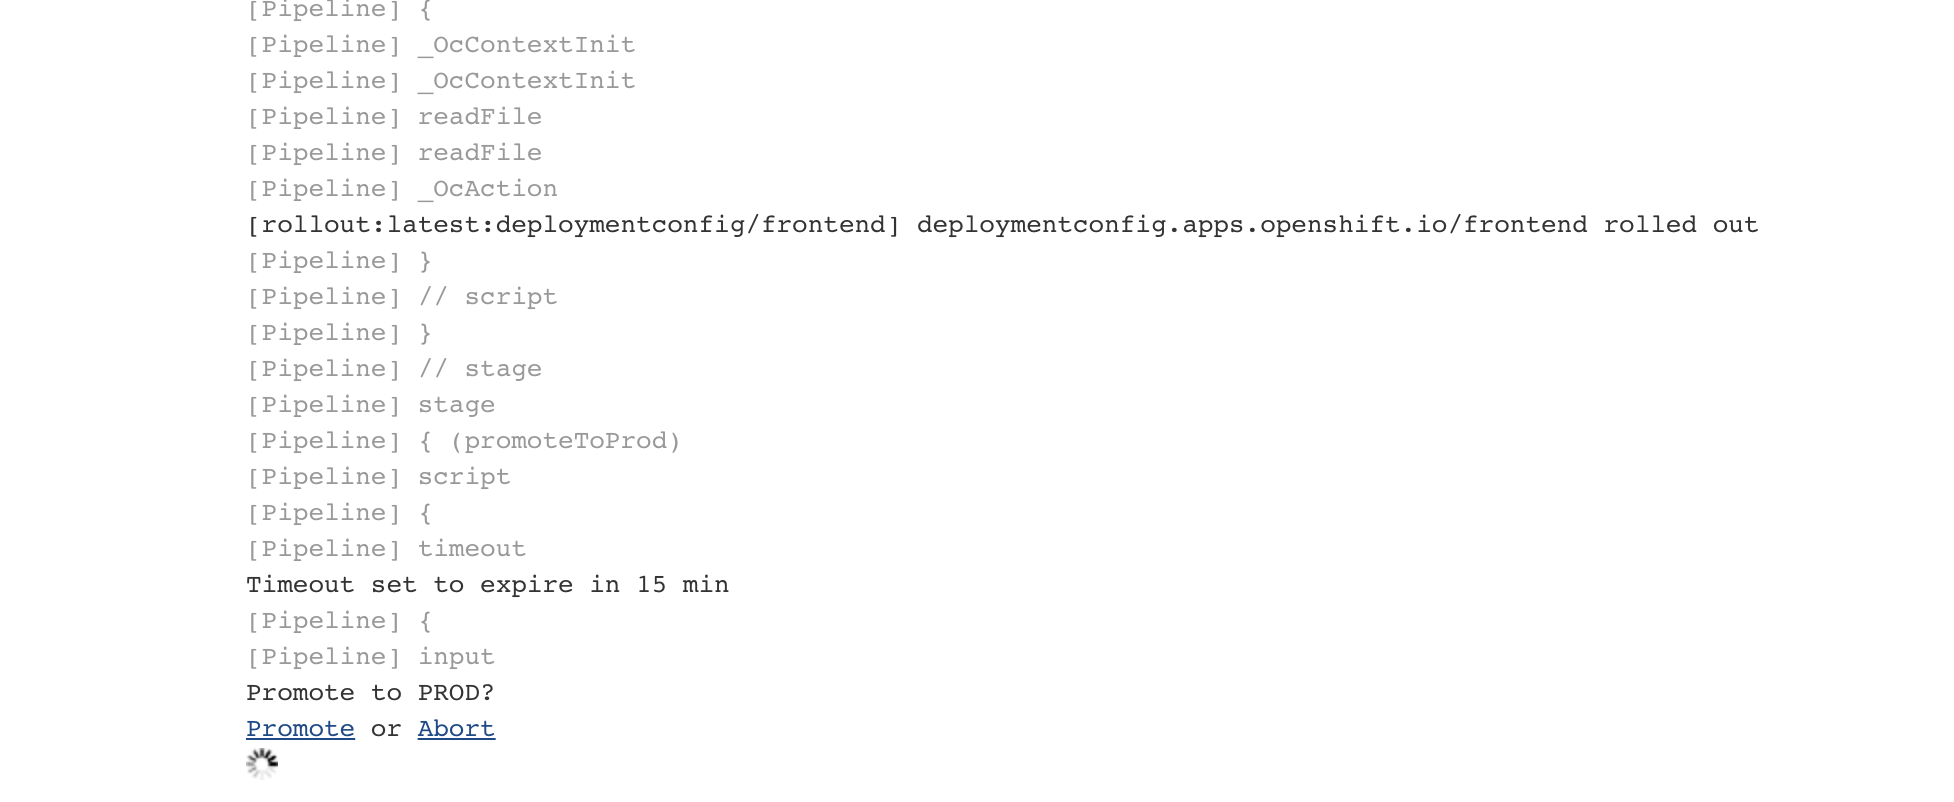 [Pipeline] {
[Pipeline] _OcContextInit
[Pipeline] _OcContextInit
[Pipeline] readFile
[Pipeline] readFile
[Pipeline] _OcAction
[rollout:latest:deploymentconfig/frontend] deploymentconfig.apps.openshift.io/frontend rolled out
[Pipeline] }
[Pipeline] // script
[Pipeline] }
[Pipeline] // stage
[Pipeline] stage
[Pipeline] { (promoteToProd)
[Pipeline] script
[Pipeline] {
[Pipeline] timeout
Timeout set to expire in 15 min
[Pipeline] {
[Pipeline] input
Promote to PROD?
Promote or Abort